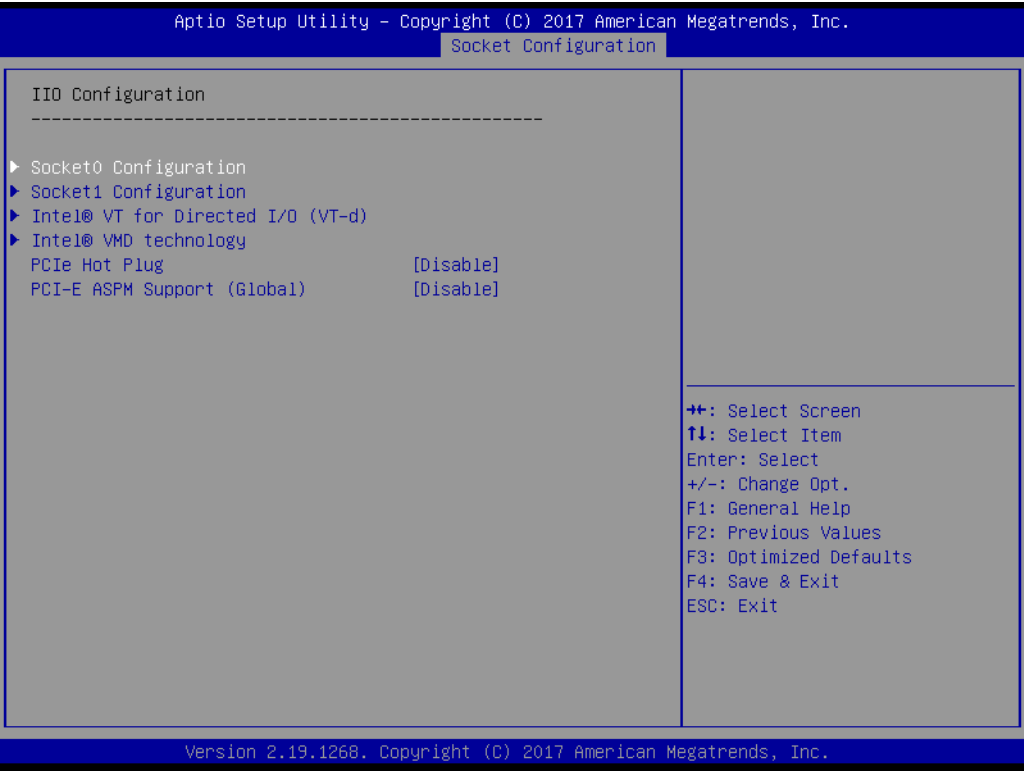 Aptio Setup Utility – Copyright (C) 2017 American Megatrends, Inc.
Socket Configuration
IIO Configuration
--------------------------------------------------
Socket0 Configuration
Socket1 Configuration
Intel® VT for Directed I/O (VT-d)
Intel® VMD technology
PCIe Hot Plug [Disable]
PCI-E ASPM Support (Global) [Disable]
→←: Select Screen
↑↓: Select Item
Enter: Select
+/-: Change Opt.
F1: General Help
F2: Previous Values
F3: Optimized Defaults
F4: Save & Exit
ESC: Exit
Version 2.19.1268. Copyright (C) 2017 American Megatrends, Inc.